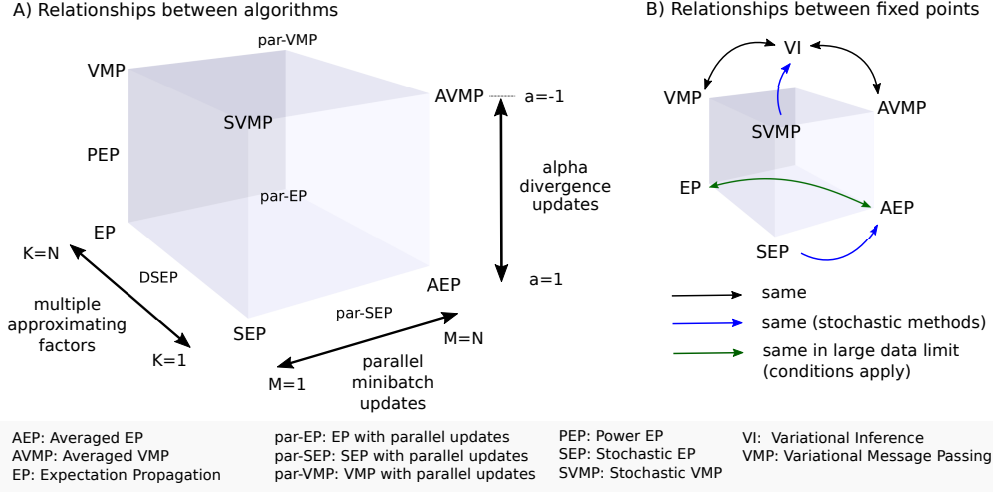 A) Relationships between algorithms
par-VMP
VMP
AVMP
a=-1
SVMP
PEP
alpha
divergence
updates
par-EP
EP
K=N
DSEP
AEP
a=1
multiple
approximating
factors
par-SEP
SEP
M=N
K=1
parallel
minibatch
updates
M=1
B) Relationships between fixed points
VI
VMP
AVMP
SVMP
EP
AEP
SEP
same
same (stochastic methods)
same in large data limit
(conditions apply)
AEP: Averaged EP
AVMP: Averaged VMP
EP: Expectation Propagation
par-EP: EP with parallel updates
par-SEP: SEP with parallel updates
par-VMP: VMP with parallel updates
PEP: Power EP
SEP: Stochastic EP
SVMP: Stochastic VMP
VI: Variational Inference
VMP: Variational Message Passing